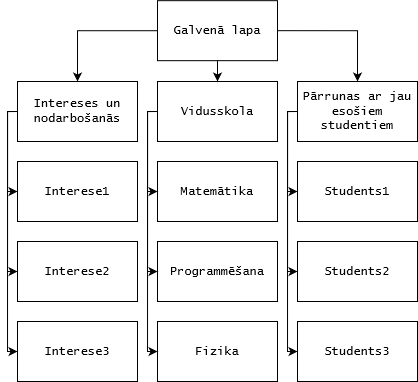 Galvenā lapa
Intereses un
nodarbošanās
Vidusskola
Pārrunas ar jau
esošiem
studentiem
Interese1
Matemātika
Students1
Interese2
Programmēšana
Students2
Interese3
Fizika
Students3